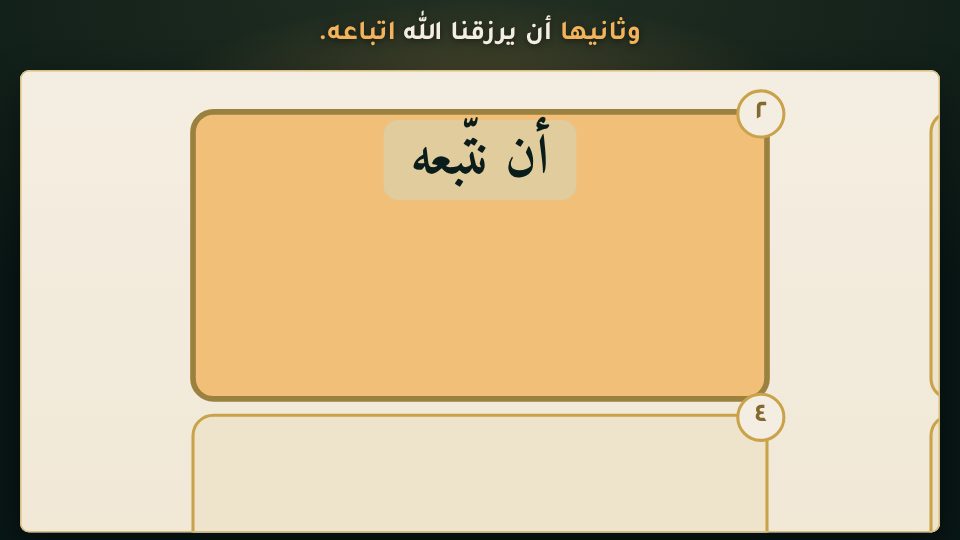 وثانيها أن يرزقنا الله اتباعه.
٢
أن نتّبعه
٤